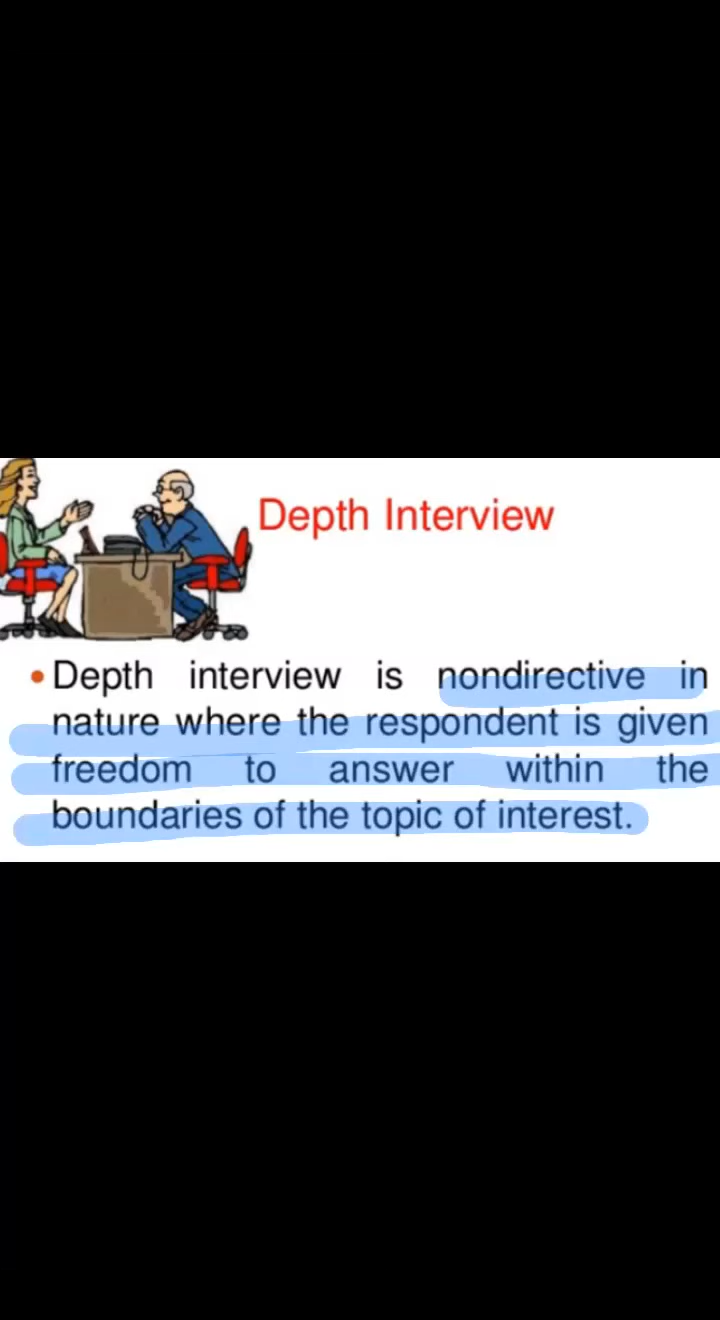 Depth Interview
• Depth interview is nondirective in
nature where the respondent is given
freedom to answer within the
boundaries of the topic of interest.